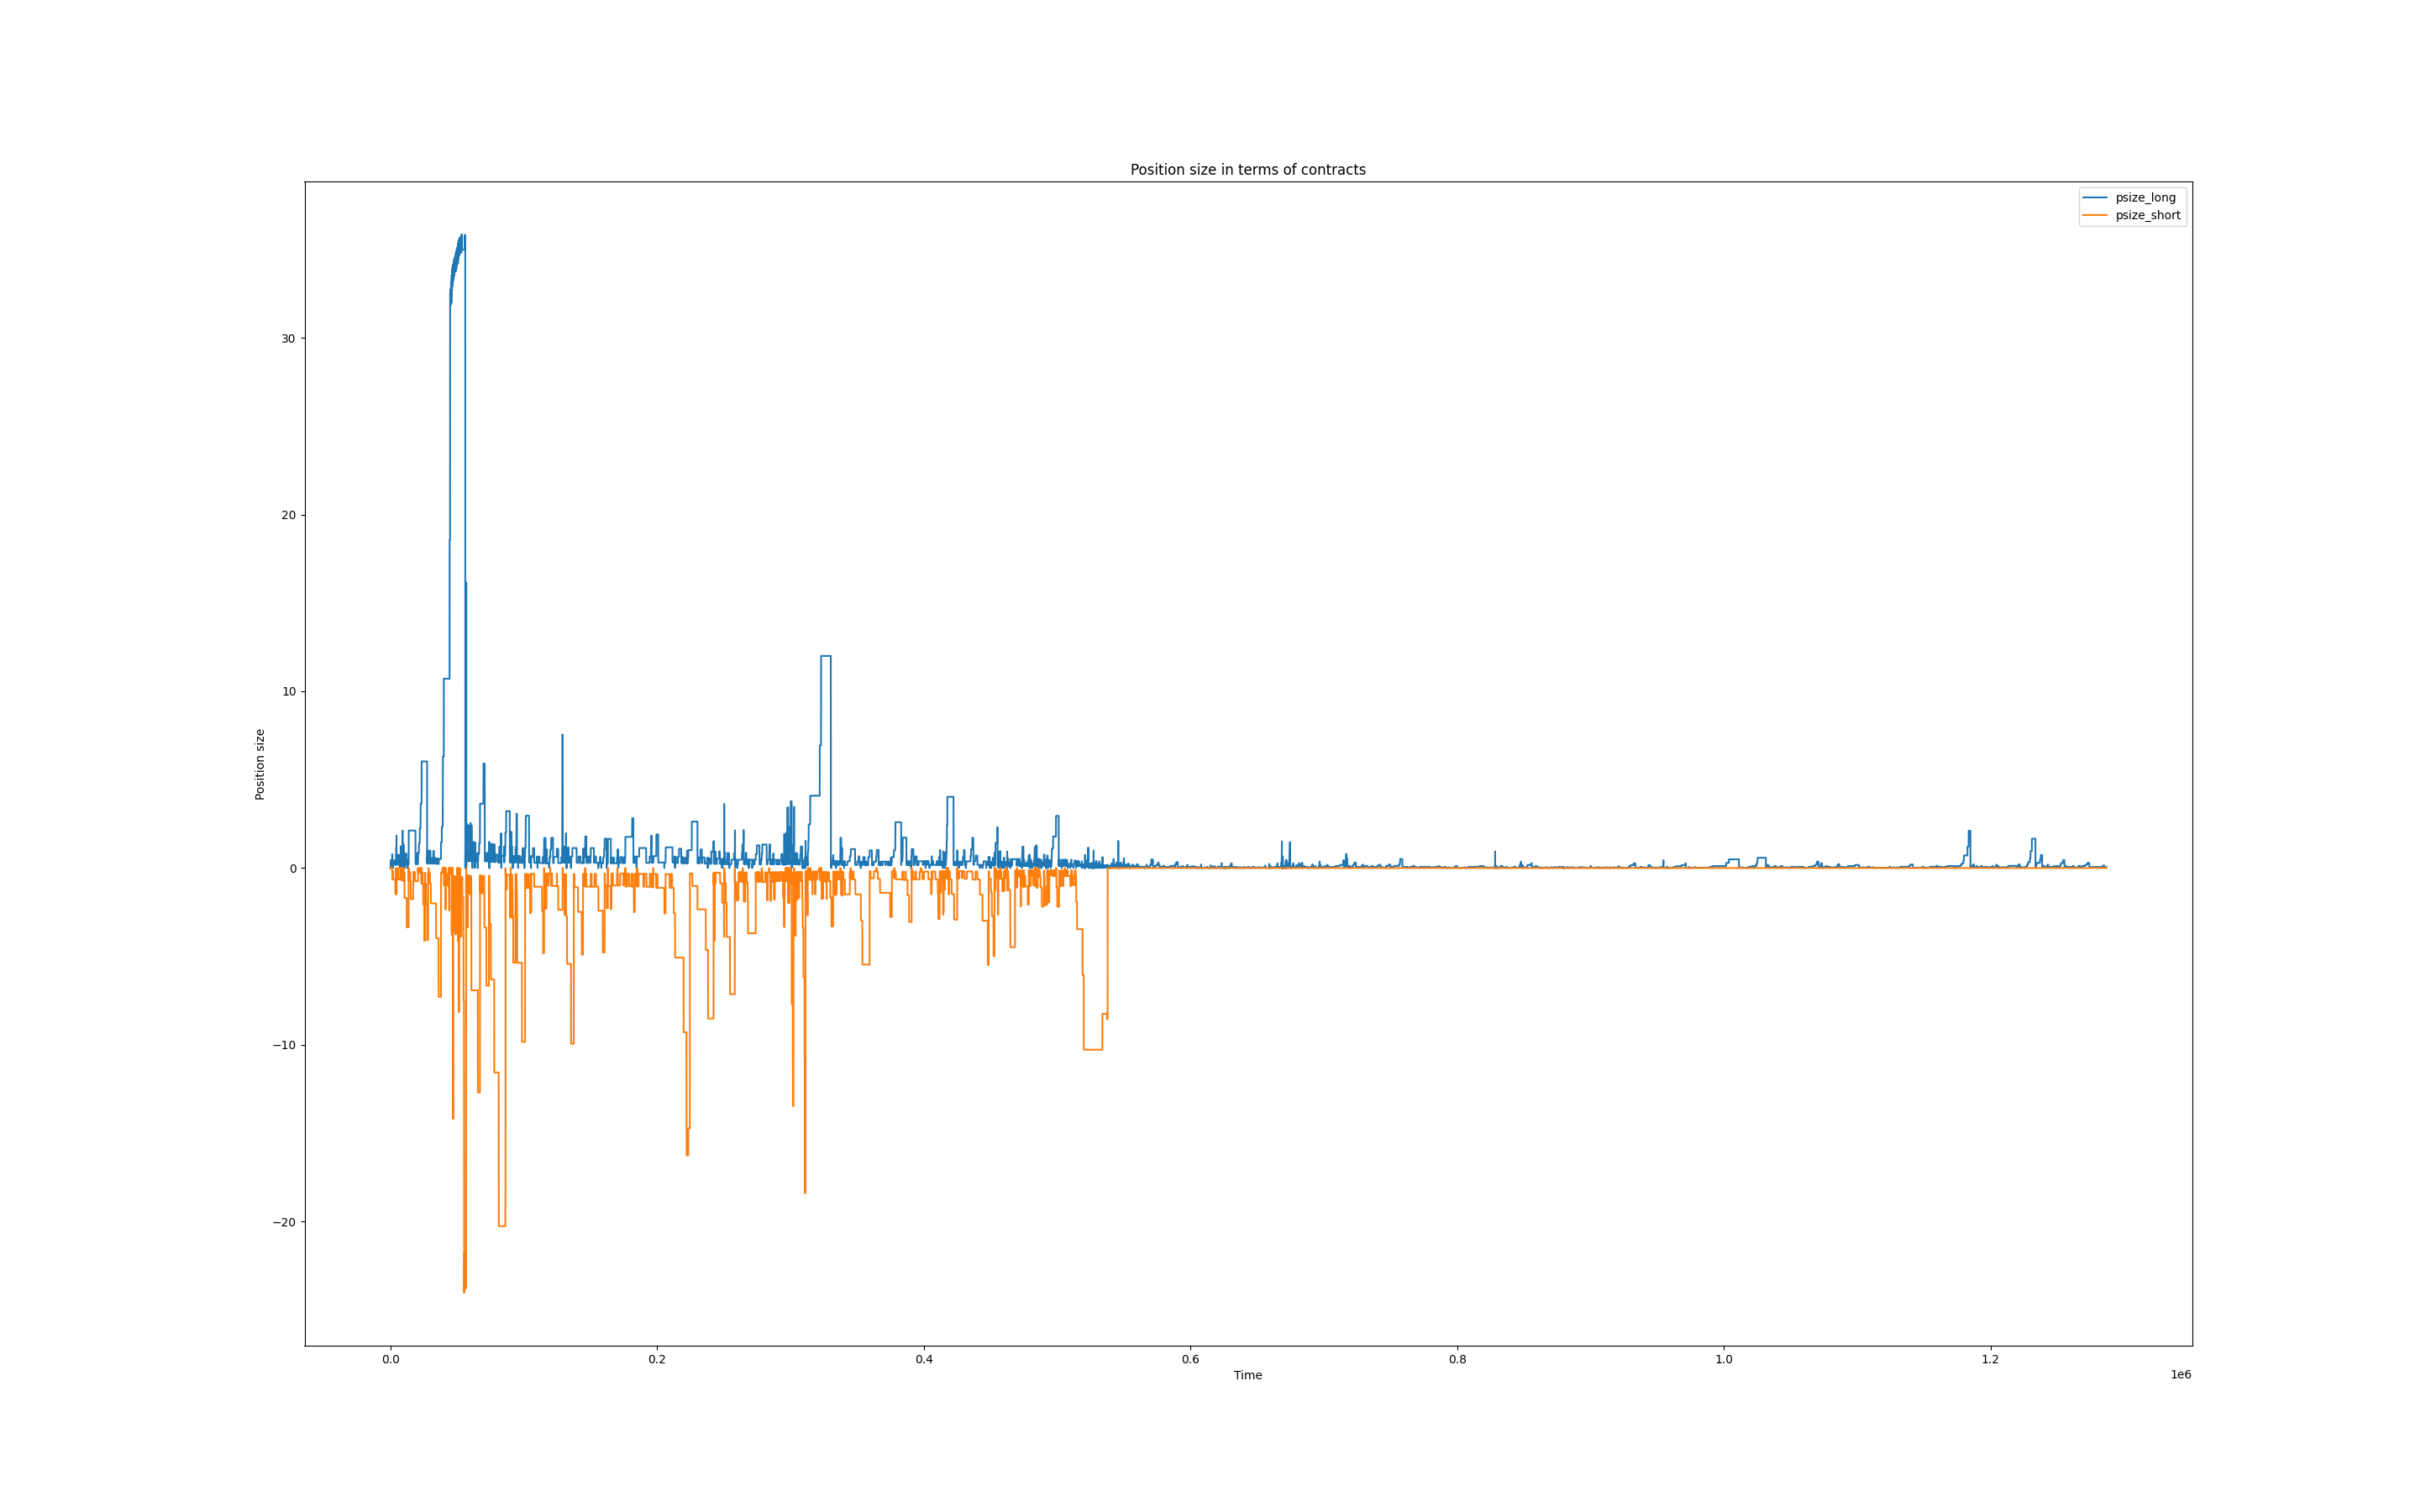 Position size in terms of contracts
psize_long
psize_short
Position size
30
20
10
0
−10
−20
0.0
0.2
0.4
0.6
0.8
1.0
1.2
Time
1e6